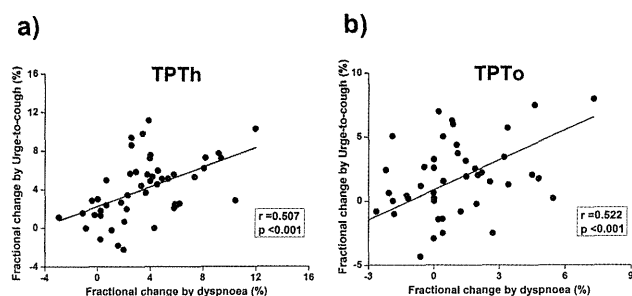 a)
TPTh
Fractional change by Urge-to-cough (%)
16
12
8
4
0
-4
-4
0
4
8
12
16
r =0.507
p <0.001
Fractional change by dyspnoea (%)
b)
TPTo
Fractional change by Urge-to-cough (%)
10
5
0
-5
-3
0
3
6
9
r =0.522
p <0.001
Fractional change by dyspnoea (%)